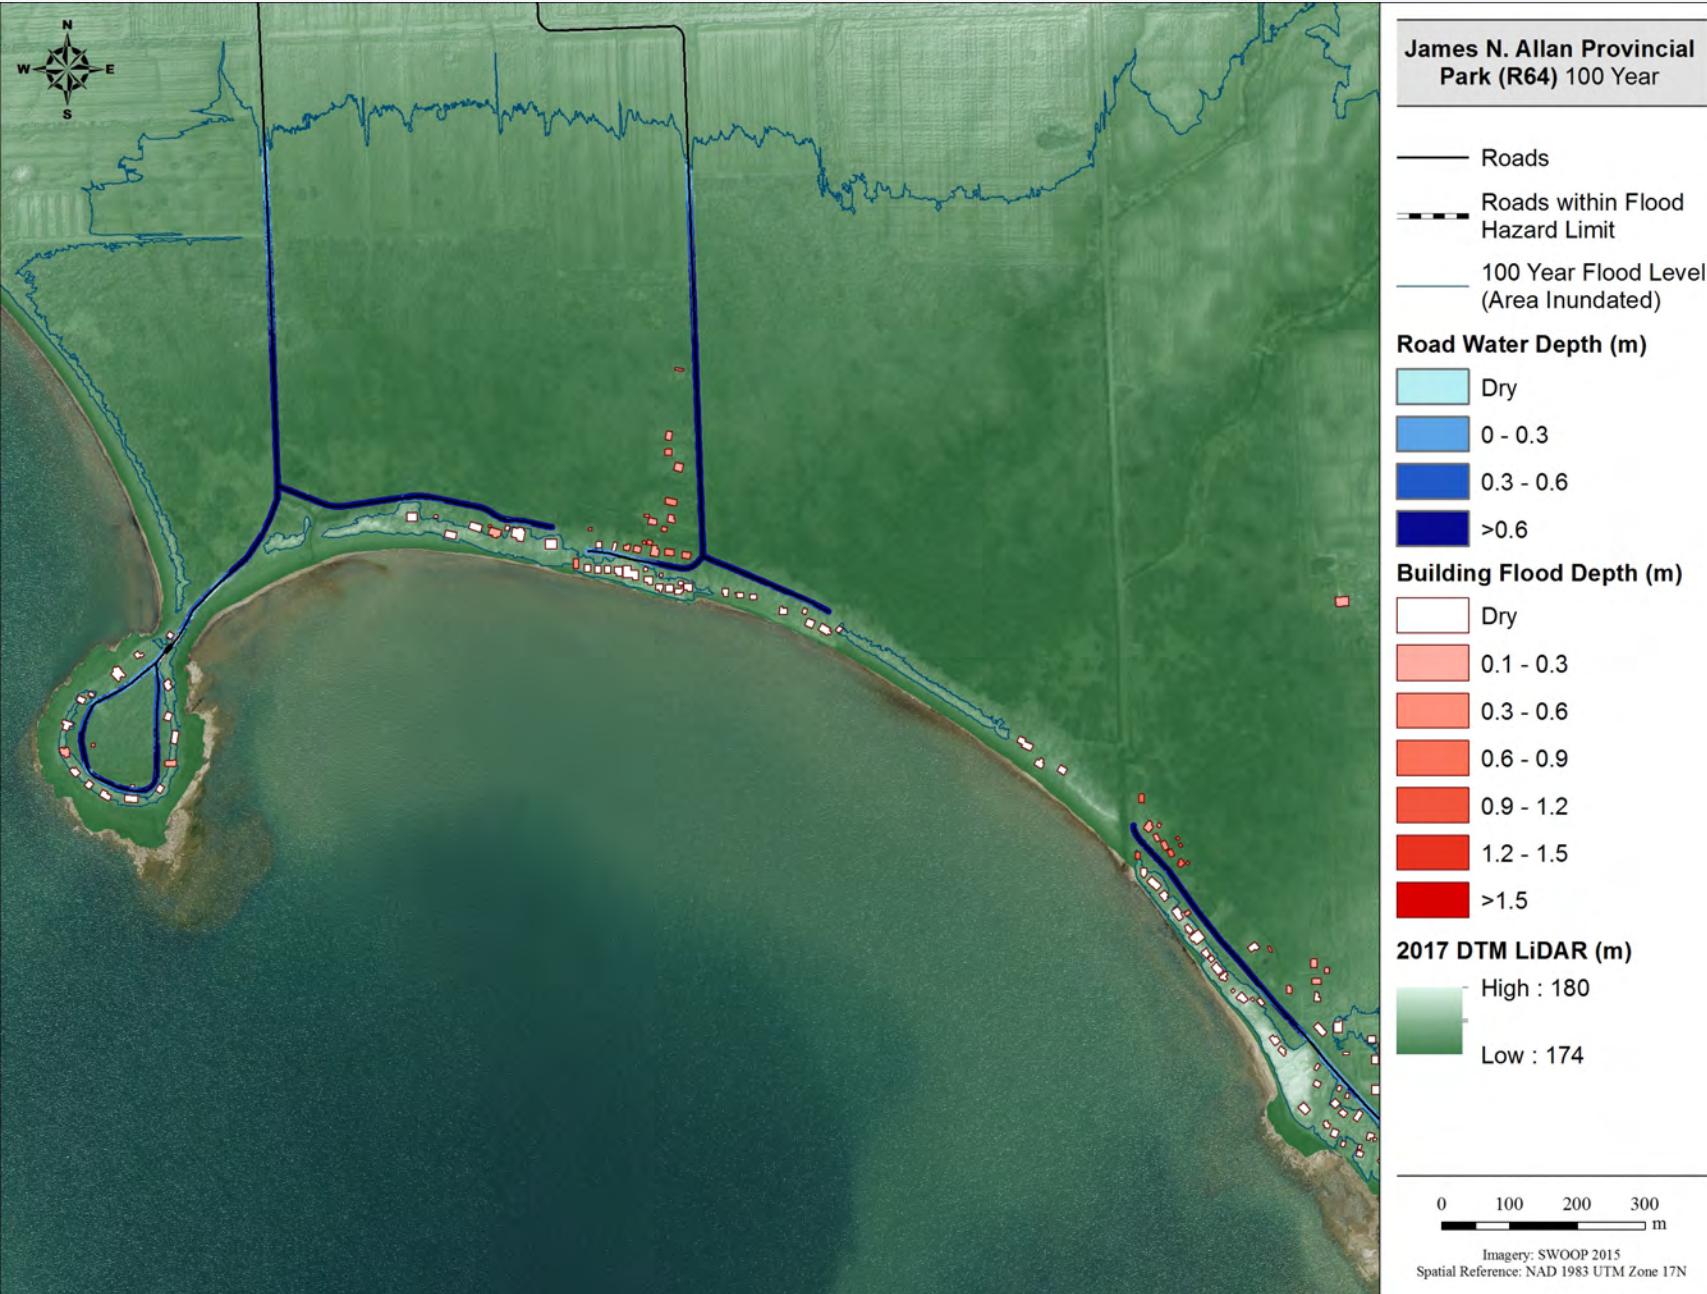 N
W E
S
James N. Allan Provincial
Park (R64) 100 Year
Roads
Roads within Flood
Hazard Limit
100 Year Flood Level
(Area Inundated)
Road Water Depth (m)
Dry
0 - 0.3
0.3 - 0.6
>0.6
Building Flood Depth (m)
Dry
0.1 - 0.3
0.3 - 0.6
0.6 - 0.9
0.9 - 1.2
1.2 - 1.5
>1.5
2017 DTM LiDAR (m)
High : 180
Low : 174
0 100 200 300
m
Imagery: SWOOP 2015
Spatial Reference: NAD 1983 UTM Zone 17N